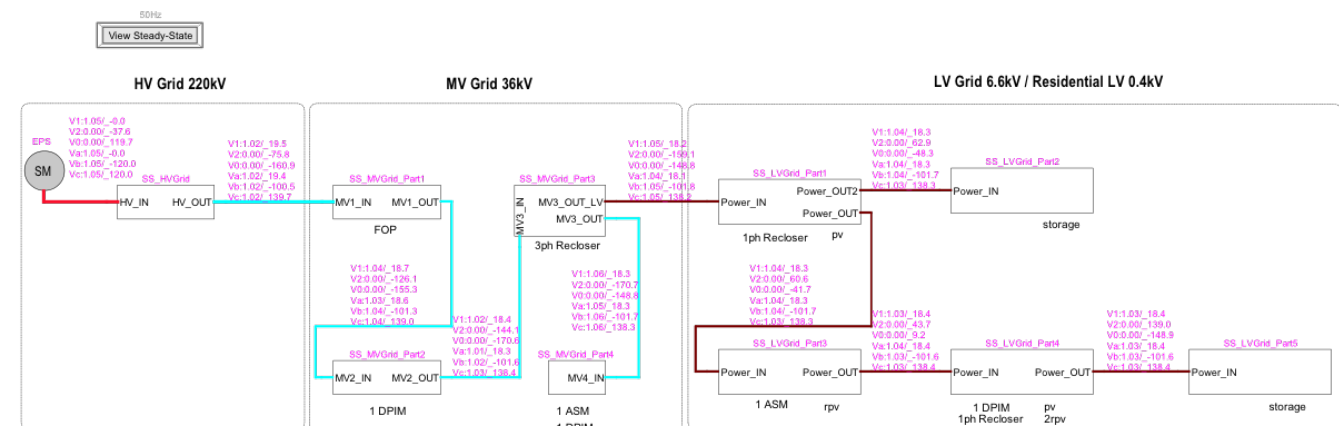 50Hz
View Steady-State
HV Grid 220kV
MV Grid 36kV
LV Grid 6.6kV / Residential LV 0.4kV
EPS
SM
V1:1.05/_-0.0
V2:0.00/_-37.6
V0:0.00/_119.7
Va:1.05/_-0.0
Vb:1.05/_-120.0
Vc:1.05/_120.0
SS_HVGrid
HV_IN HV_OUT
V1:1.02/_19.5
V2:0.00/_-75.8
V0:0.00/_-160.9
Va:1.02/_19.4
Vb:1.02/_-100.5
Vc:1.02/_139.7
SS_MVGrid_Part1
MV1_IN MV1_OUT
FOP
SS_MVGrid_Part3
MV3_IN
MV3_OUT_LV
MV3_OUT
3ph Recloser
V1:1.05/_18.2
V2:0.00/_-159.1
V0:0.00/_-148.8
Va:1.04/_18.1
Vb:1.05/_-101.8
Vc:1.05/_138.2
V1:1.04/_18.7
V2:0.00/_-126.1
V0:0.00/_-155.3
Va:1.03/_18.6
Vb:1.04/_-101.3
Vc:1.04/_139.0
SS_MVGrid_Part2
MV2_IN MV2_OUT
1 DPIM
V1:1.02/_18.4
V2:0.00/_-144.1
V0:0.00/_-170.6
Va:1.01/_18.3
Vb:1.02/_-101.6
Vc:1.03/_138.4
V1:1.06/_18.3
V2:0.00/_-170.7
V0:0.00/_-148.8
Va:1.05/_18.3
Vb:1.06/_-101.7
Vc:1.06/_138.3
SS_MVGrid_Part4
MV4_IN
1 ASM
1 DPIM
SS_LVGrid_Part1
Power_IN
Power_OUT2
Power_OUT
1ph Recloser pv
V1:1.04/_18.3
V2:0.00/_62.9
V0:0.00/_-48.3
Va:1.04/_18.3
Vb:1.04/_-101.7
Vc:1.03/_138.3
SS_LVGrid_Part2
Power_IN
storage
V1:1.04/_18.3
V2:0.00/_60.6
V0:0.00/_-41.7
Va:1.04/_18.3
Vb:1.04/_-101.7
Vc:1.03/_138.3
SS_LVGrid_Part3
Power_IN Power_OUT
1 ASM rpv
V1:1.03/_18.4
V2:0.00/_43.7
V0:0.00/_9.2
Va:1.04/_18.4
Vb:1.03/_-101.6
Vc:1.03/_138.4
SS_LVGrid_Part4
Power_IN Power_OUT
1 DPIM pv
1ph Recloser 2rpv
V1:1.03/_18.4
V2:0.00/_139.0
V0:0.00/_-148.9
Va:1.03/_18.4
Vb:1.03/_-101.6
Vc:1.03/_138.4
SS_LVGrid_Part5
Power_IN
storage